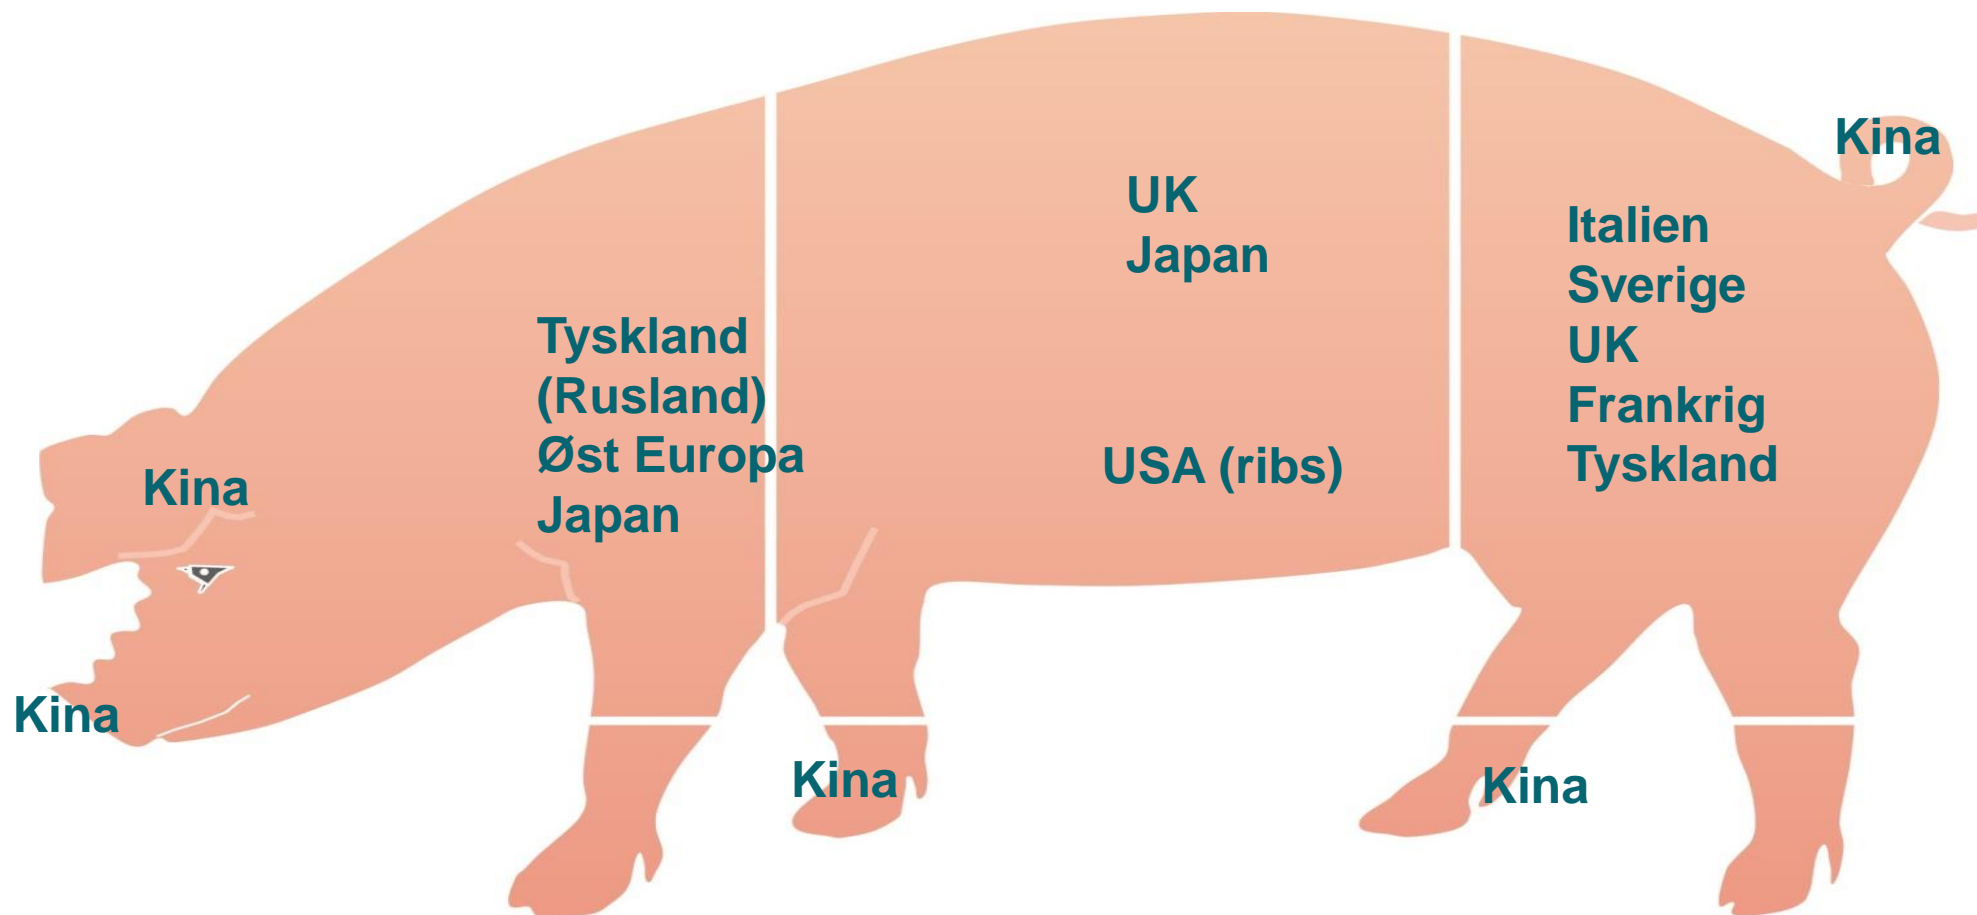 Kina
Kina
Tyskland
(Rusland)
Øst Europa
Japan
UK
Japan
USA (ribs)
Italien
Sverige
UK
Frankrig
Tyskland
Kina
Kina
Kina